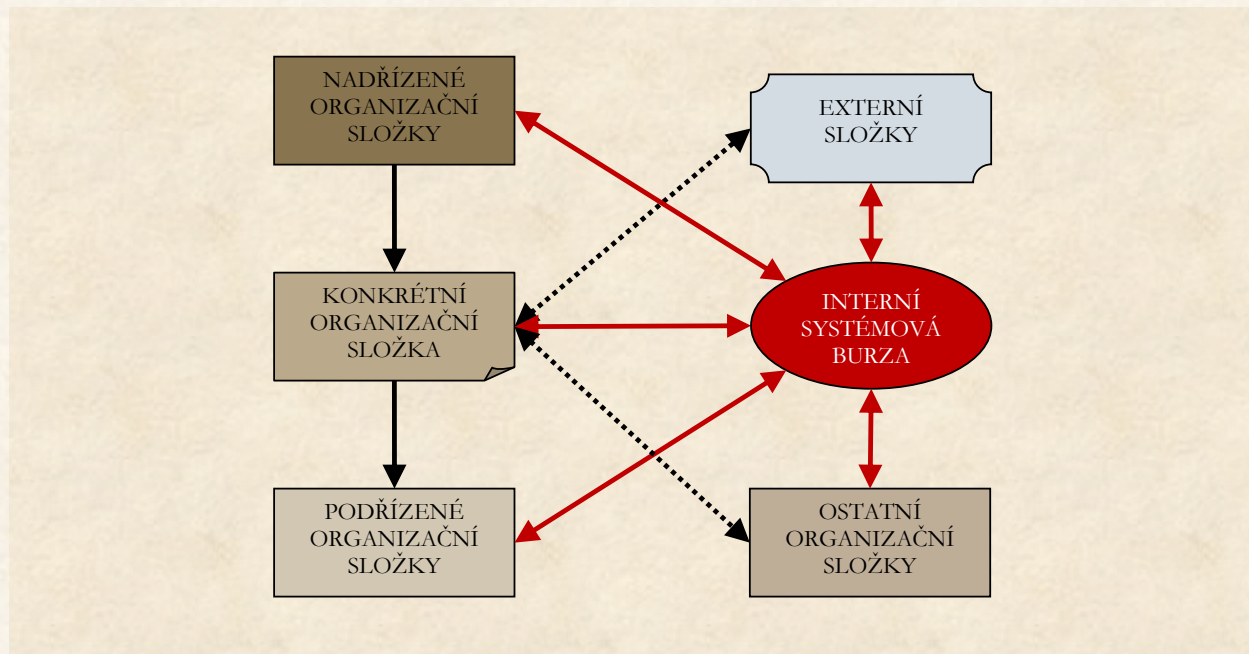 NADŘÍZENÉ
ORGANIZAČNÍ
SLOŽKY
EXTERNÍ
SLOŽKY
KONKRÉTNÍ
ORGANIZAČNÍ
SLOŽKA
INTERNÍ
SYSTÉMOVÁ
BURZA
PODŘÍZENÉ
ORGANIZAČNÍ
SLOŽKY
OSTATNÍ
ORGANIZAČNÍ
SLOŽKY